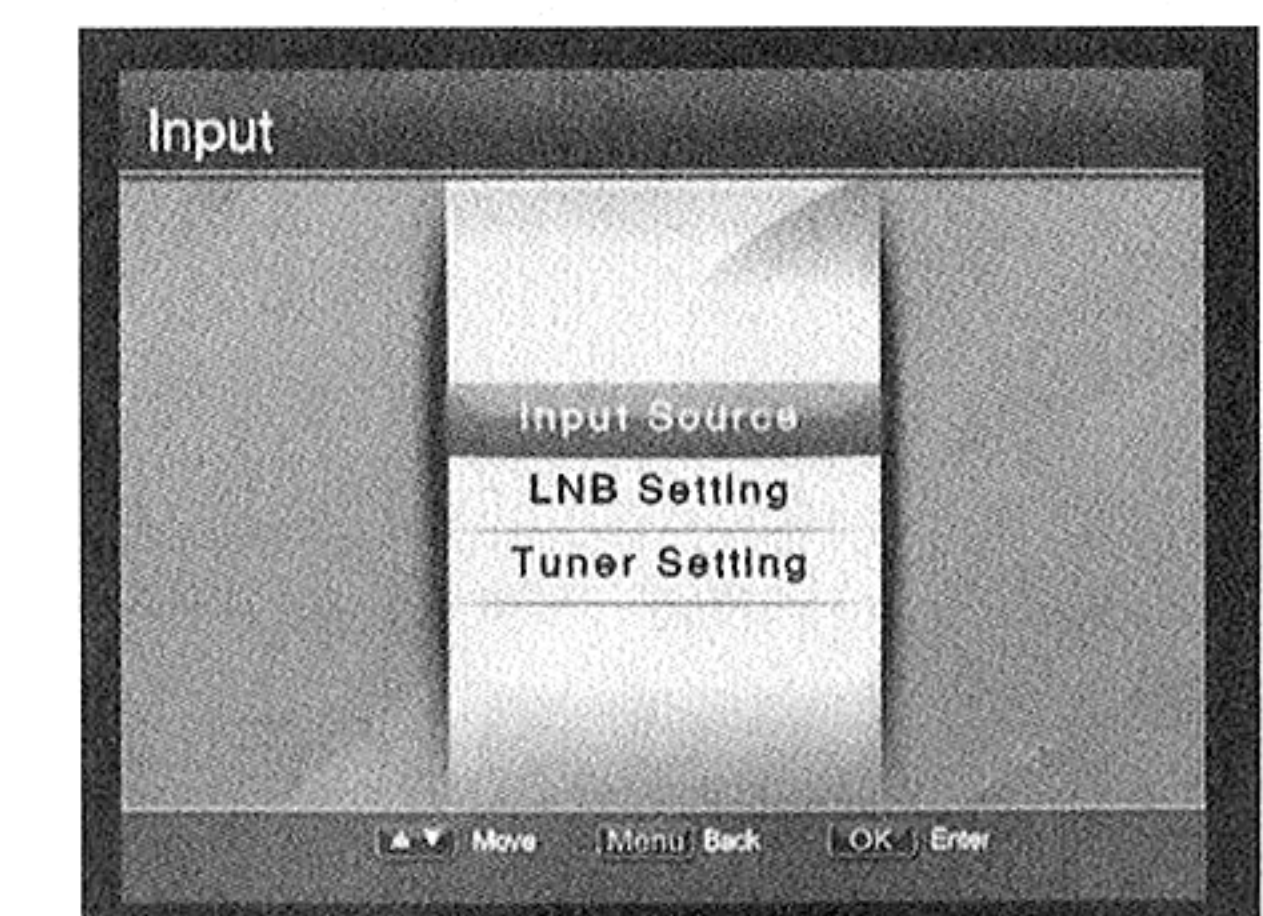 Input
Input Source
LNB Setting
Tuner Setting
▲▼ Move Menu Back OK Enter